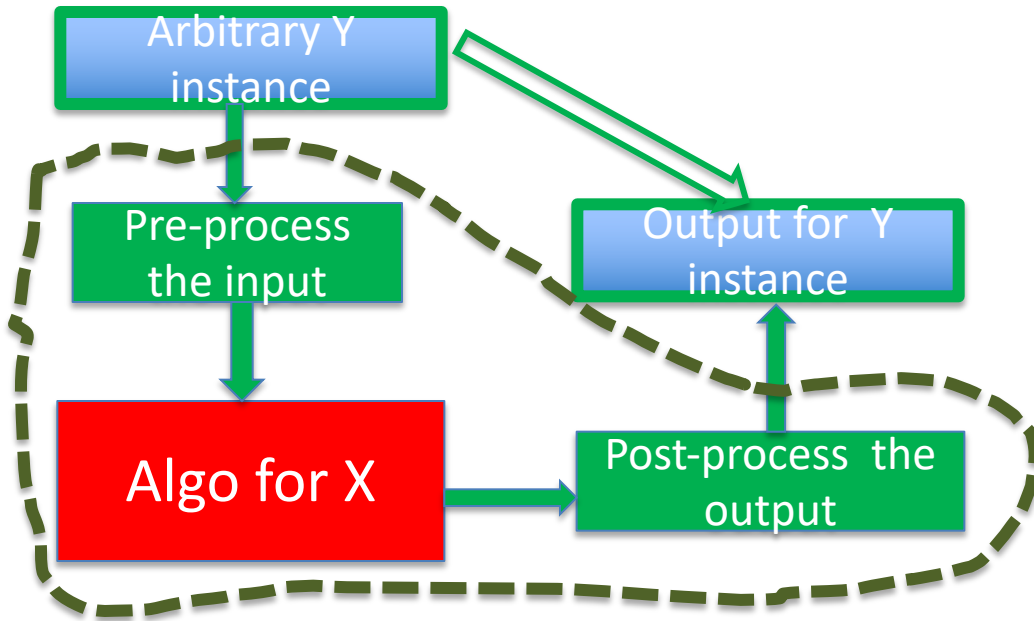 Arbitrary Y
instance
Pre-process
the input
Output for Y
instance
Algo for X
Post-process the
output